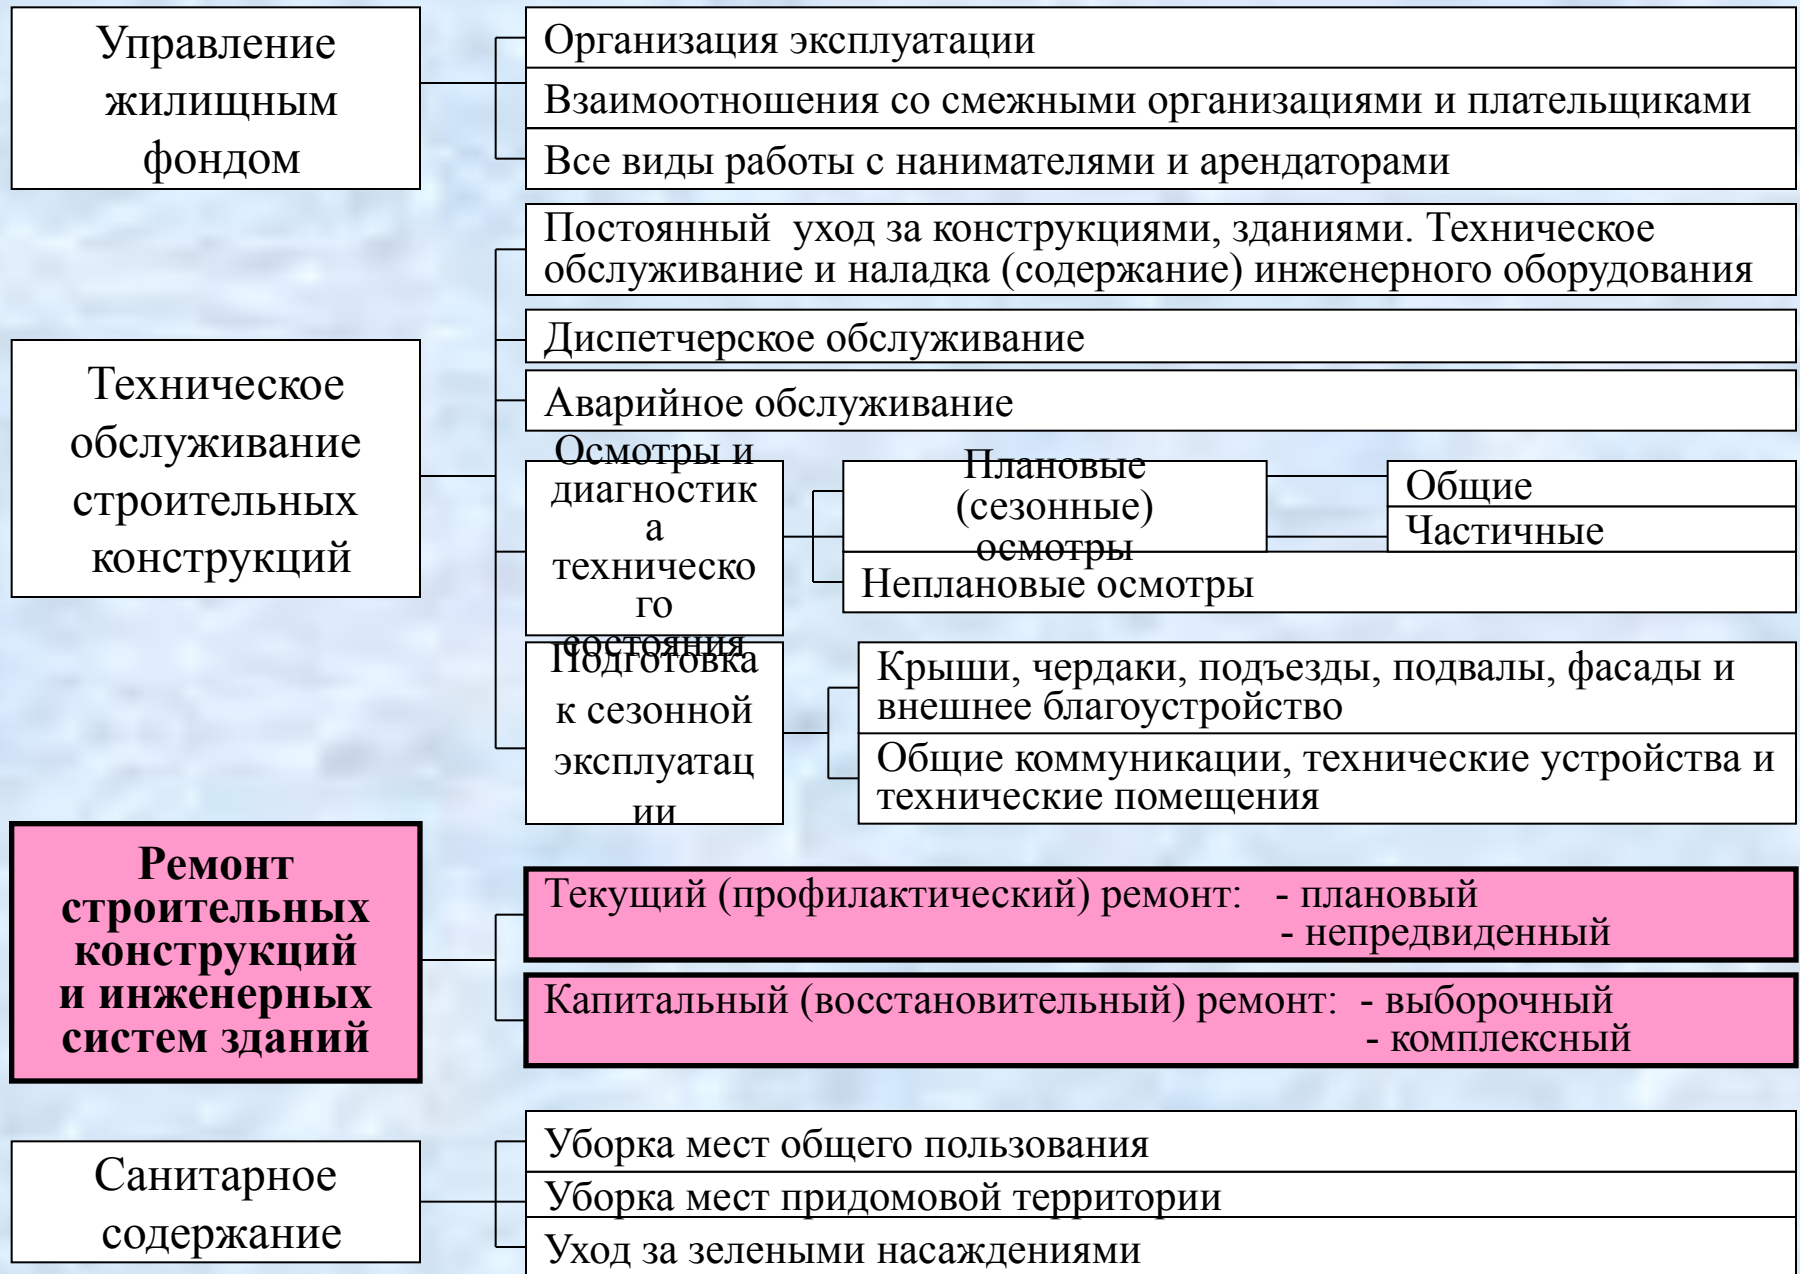 Управление
жилищным
фондом
Организация эксплуатации
Взаимоотношения со смежными организациями и плательщиками
Все виды работы с нанимателями и арендаторами
Техническое
обслуживание
строительных
конструкций
Постоянный  уход за конструкциями, зданиями. Техническое
обслуживание и наладка (содержание) инженерного оборудования
Диспетчерское обслуживание
Аварийное обслуживание
Осмотры и
диагностик
а
техническо
го
состояния
Плановые
(сезонные)
осмотры
Общие
Частичные
Неплановые осмотры
Подготовка
к сезонной
эксплуатац
ии
Крыши, чердаки, подъезды, подвалы, фасады и
внешнее благоустройство
Общие коммуникации, технические устройства и
технические помещения
Ремонт
строительных
конструкций
и инженерных
систем зданий
Текущий (профилактический) ремонт:   - плановый
- непредвиденный
Капитальный (восстановительный) ремонт:  - выборочный
- комплексный
Санитарное
содержание
Уборка мест общего пользования
Уборка мест придомовой территории
Уход за зелеными насаждениями